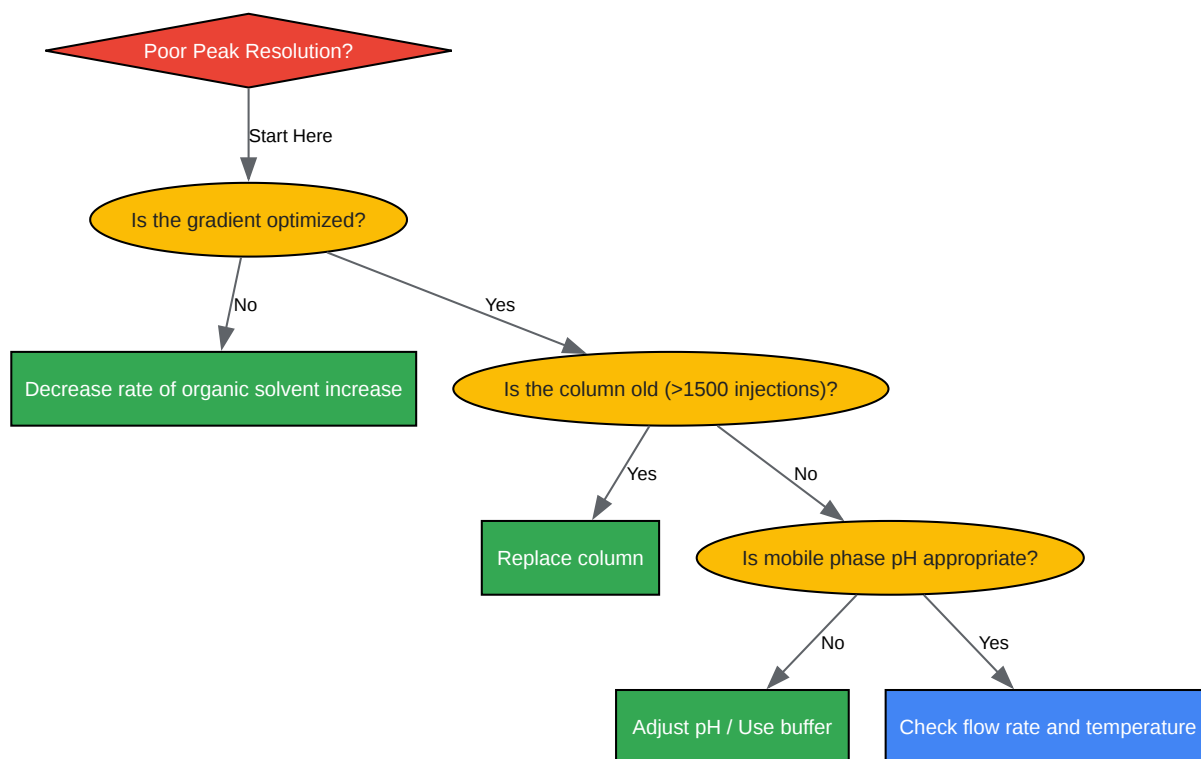 Poor Peak Resolution?
Start Here
Is the gradient optimized?
No
Yes
Decrease rate of organic solvent increase
Is the column old (>1500 injections)?
Yes
No
Replace column
Is mobile phase pH appropriate?
No
Yes
Adjust pH / Use buffer
Check flow rate and temperature